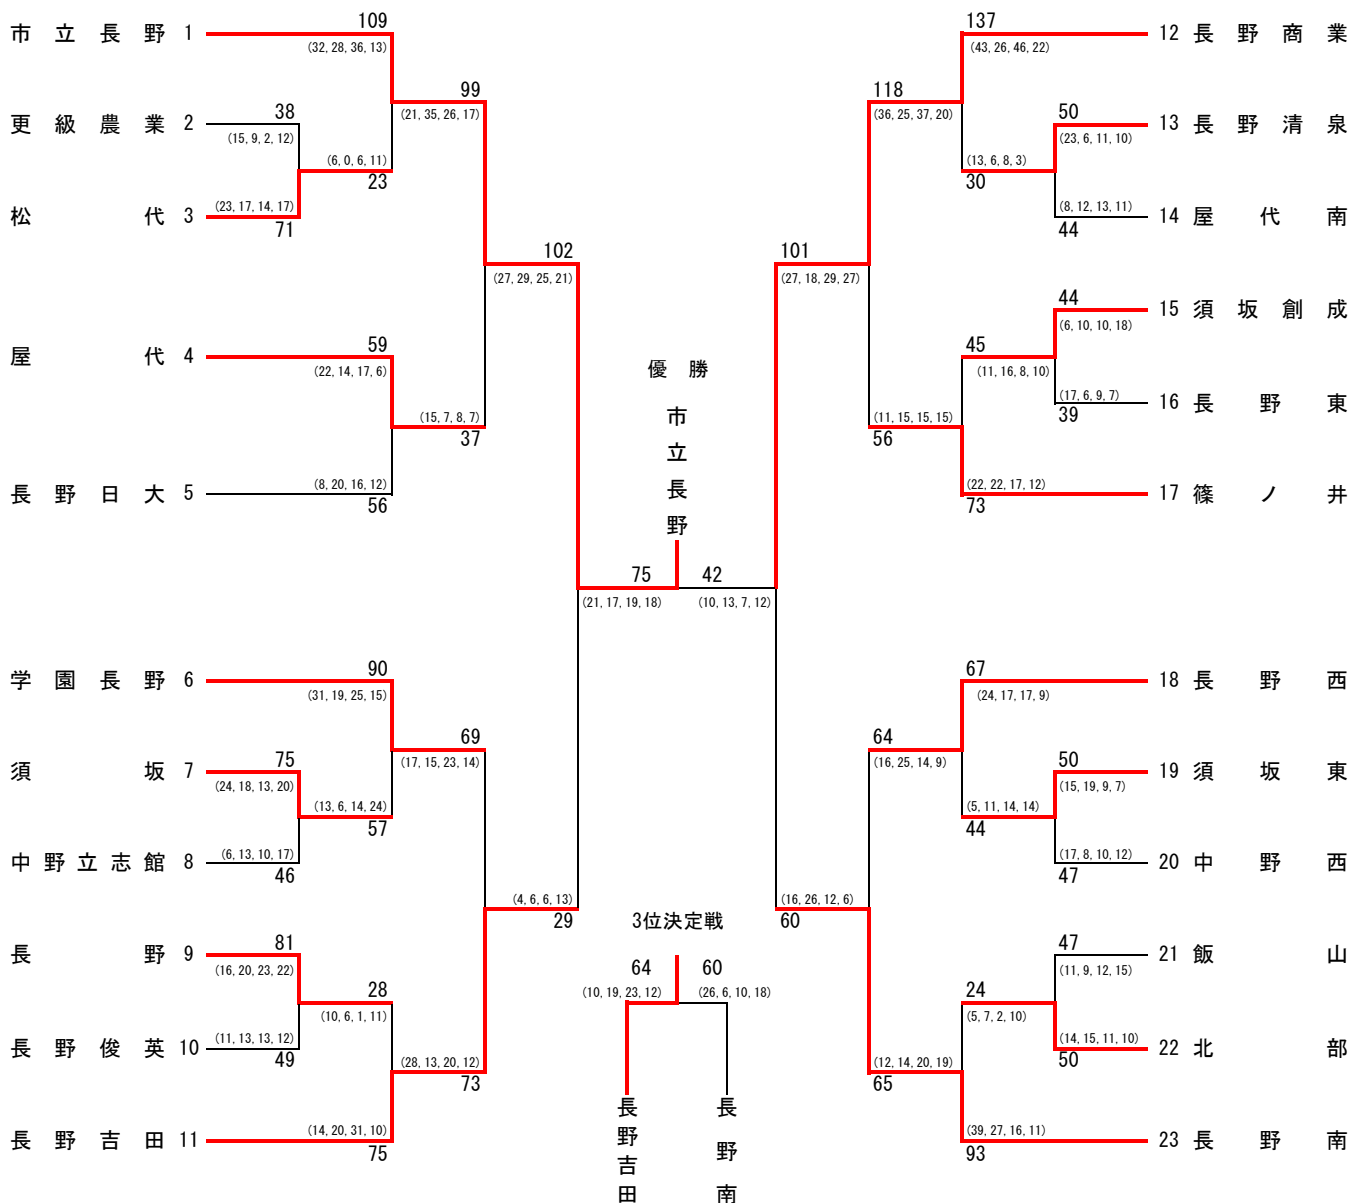 109
137
市立長野 1
12 長野商業
(32, 28, 36, 13)
(43, 26, 46, 22)
99
118
38
50
(21, 35, 26, 17)
(36, 25, 37, 20)
更級農業 2
13 長野清泉
(15, 9, 2, 12)
(23, 6, 11, 10)
(6, 0, 6, 11)
(13, 6, 8, 3)
23
30
(23, 17, 14, 17)
(8, 12, 13, 11)
松代 3
14 屋代南
71
44
102
101
(27, 29, 25, 21)
(27, 18, 29, 27)
44
15 須坂創成
(6, 10, 10, 18)
59
45
屋代 4
優勝
(22, 14, 17, 6)
(11, 16, 8, 10)
(17, 6, 9, 7)
16 長野東
39
(15, 7, 8, 7)
(11, 15, 15, 15)
37
56
市立長野
(8, 20, 16, 12)
(22, 22, 17, 12)
長野日大 5
17 篠ノ井
56
73
75
42
(21, 17, 19, 18)
(10, 13, 7, 12)
90
67
学園長野 6
18 長野西
(31, 19, 25, 15)
(24, 17, 17, 9)
69
64
75
50
(17, 15, 23, 14)
(16, 25, 14, 9)
須坂 7
19 須坂東
(24, 18, 13, 20)
(15, 19, 9, 7)
(13, 6, 14, 24)
(5, 11, 14, 14)
57
44
(6, 13, 10, 17)
(17, 8, 10, 12)
中野立志館 8
20 中野西
46
47
(4, 6, 6, 13)
(16, 26, 12, 6)
29
3位決定戦
60
81
47
長野 9
21 飯山
(16, 20, 23, 22)
(11, 9, 12, 15)
64
60
28
24
(10, 19, 23, 12)
(26, 6, 10, 18)
(10, 6, 1, 11)
(5, 7, 2, 10)
(11, 13, 13, 12)
(14, 15, 11, 10)
長野俊英 10
22 北部
49
50
(28, 13, 20, 12)
(12, 14, 20, 19)
73
65
長野吉田
長野南
(14, 20, 31, 10)
(39, 27, 16, 11)
長野吉田 11
23 長野南
75
93